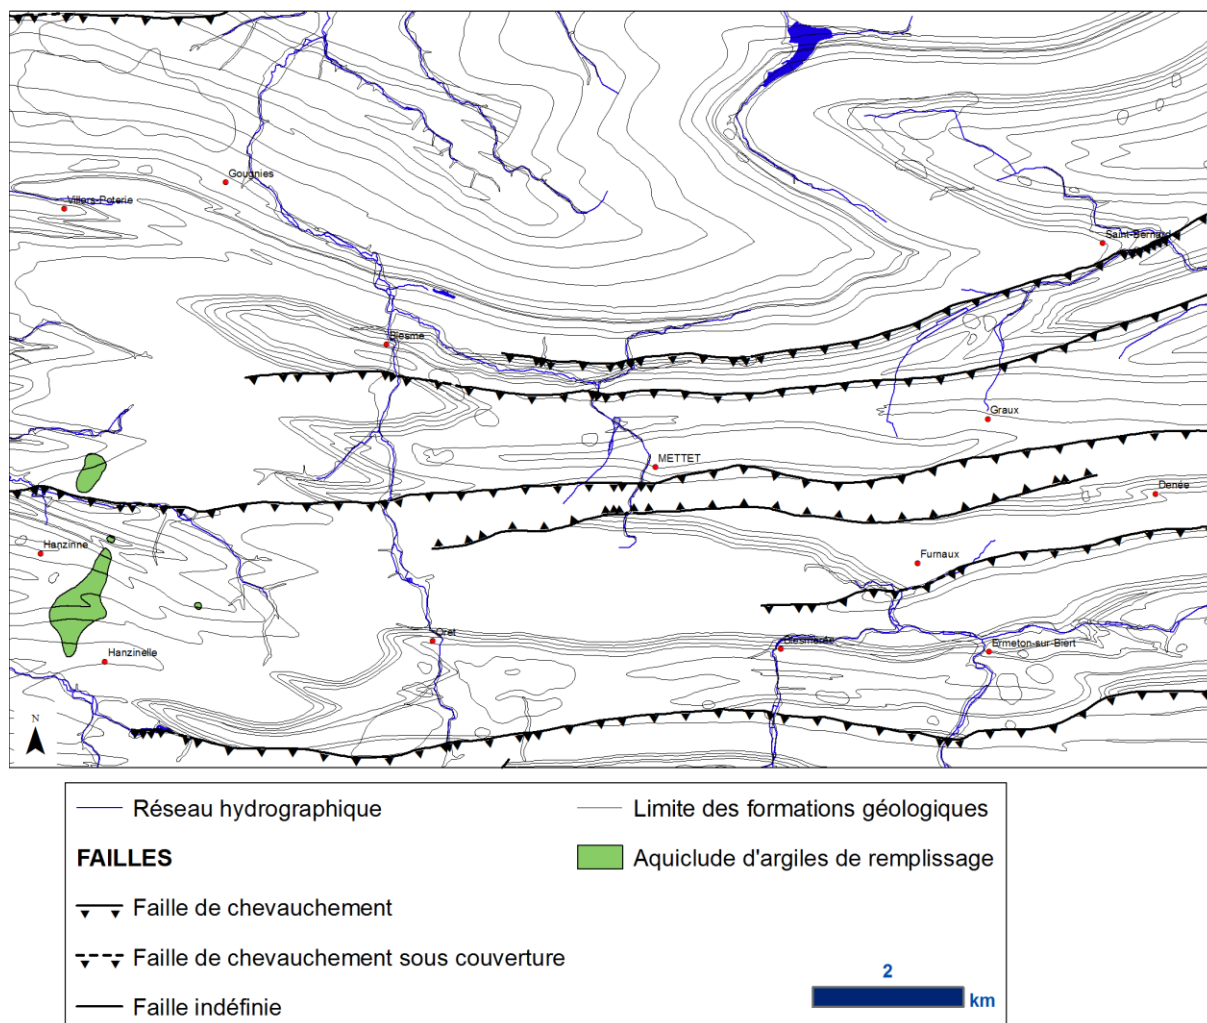 Gougnies
Villers-Poterie
Saint-Bernard
Biesme
Graux
METTET
Denée
Hanzinne
Furnaux
Oret
Biesmerée
Ermeton-sur-Biert
Hanzinelle
N
Réseau hydrographique
Limite des formations géologiques
FAILLES
Aquiclude d'argiles de remplissage
Faille de chevauchement
Faille de chevauchement sous couverture
Faille indéfinie
2
km